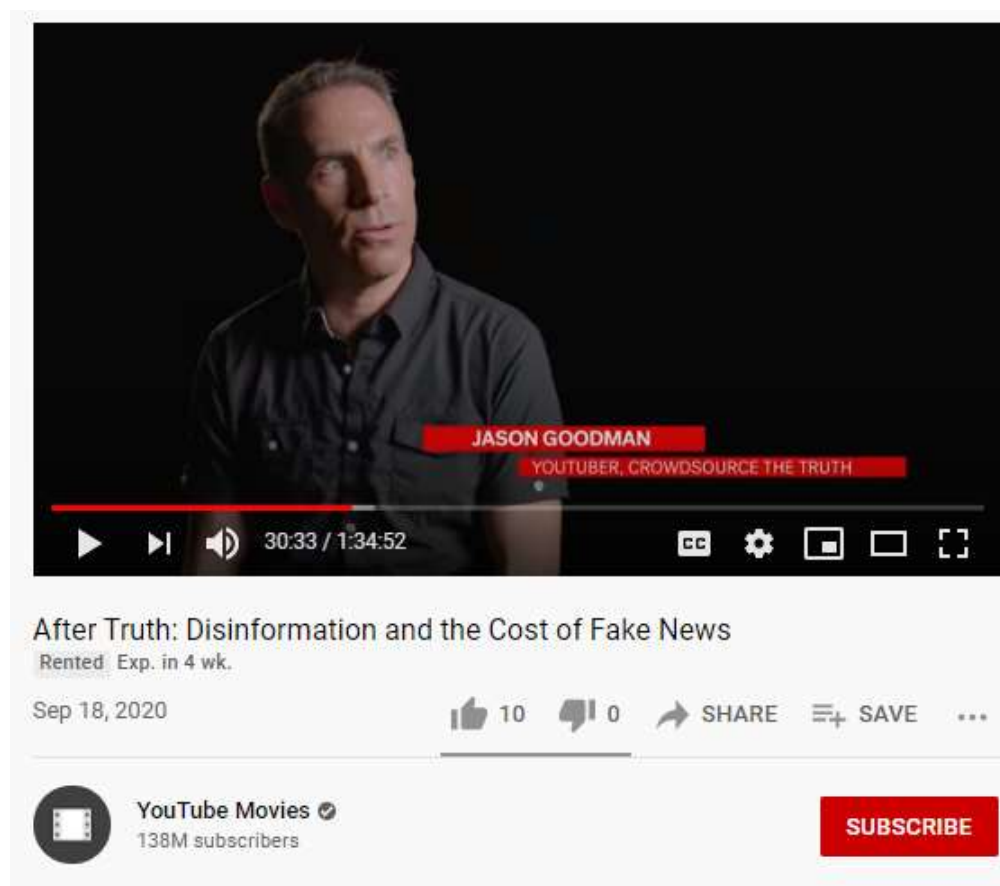 JASON GOODMAN
YOUTUBER, CROWDSOURCE THE TRUTH
30:33 / 1:34:52
CC
After Truth: Disinformation and the Cost of Fake News
Rented Exp. in 4 wk.
Sep 18, 2020
10 0 SHARE SAVE
YouTube Movies
138M subscribers
SUBSCRIBE